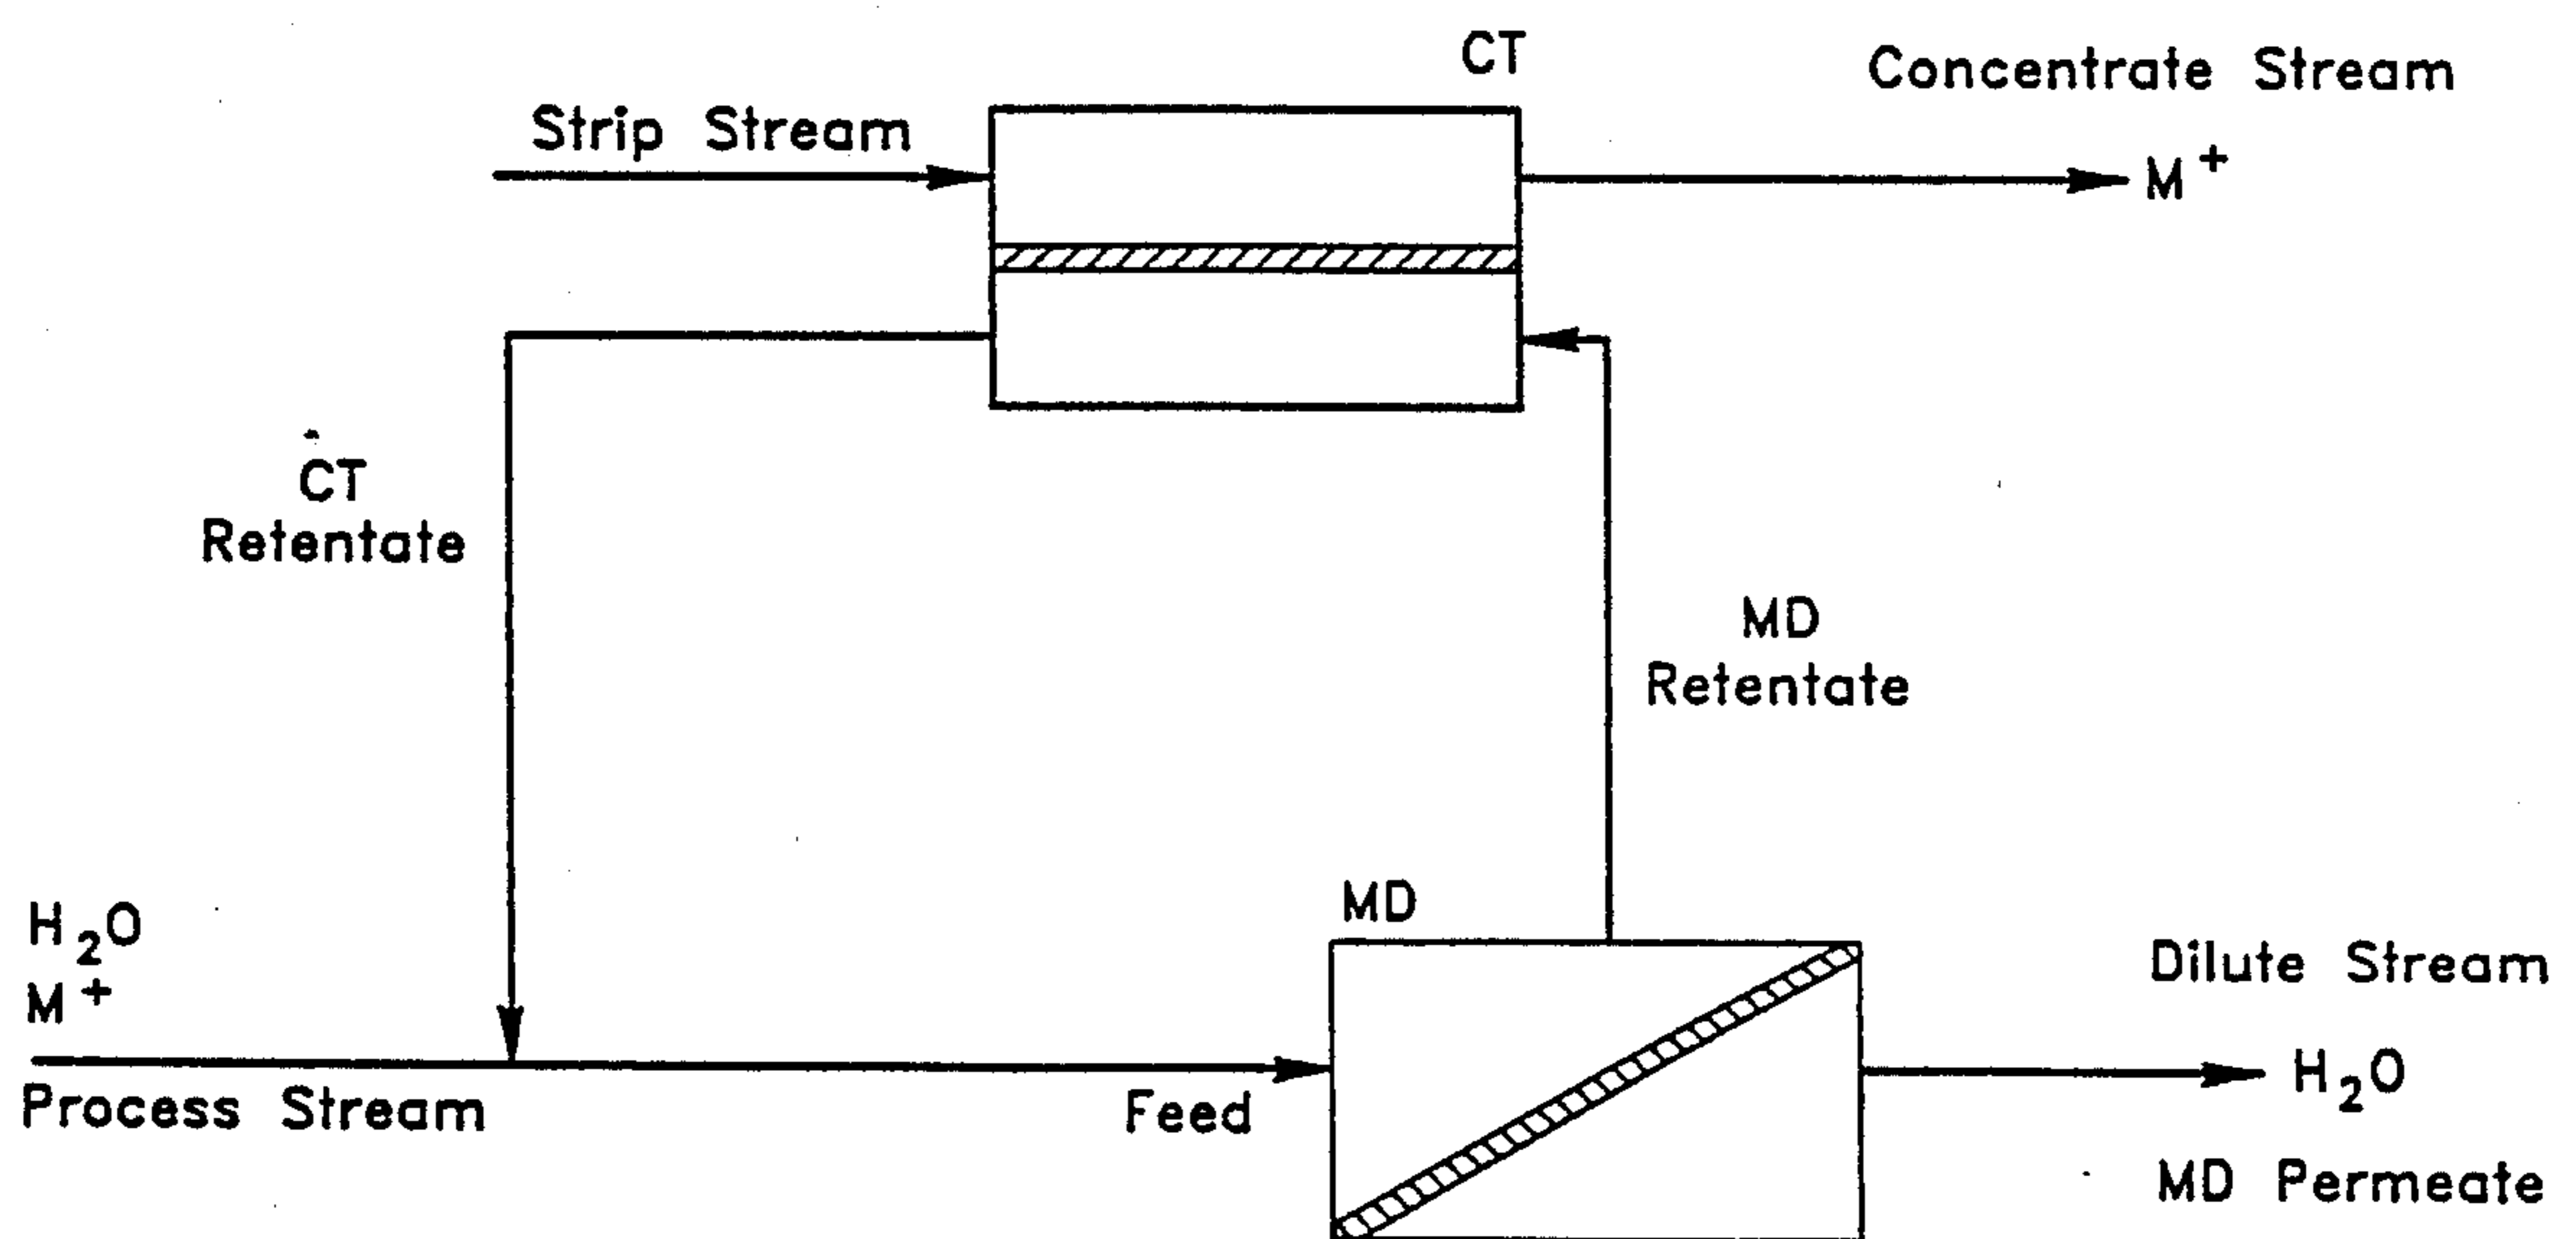 CT
Concentrate Stream
Strip Stream
M⁺
CT
Retentate
MD
Retentate
MD
H₂O
M⁺
Dilute Stream
H₂O
Process Stream
Feed
MD Permeate